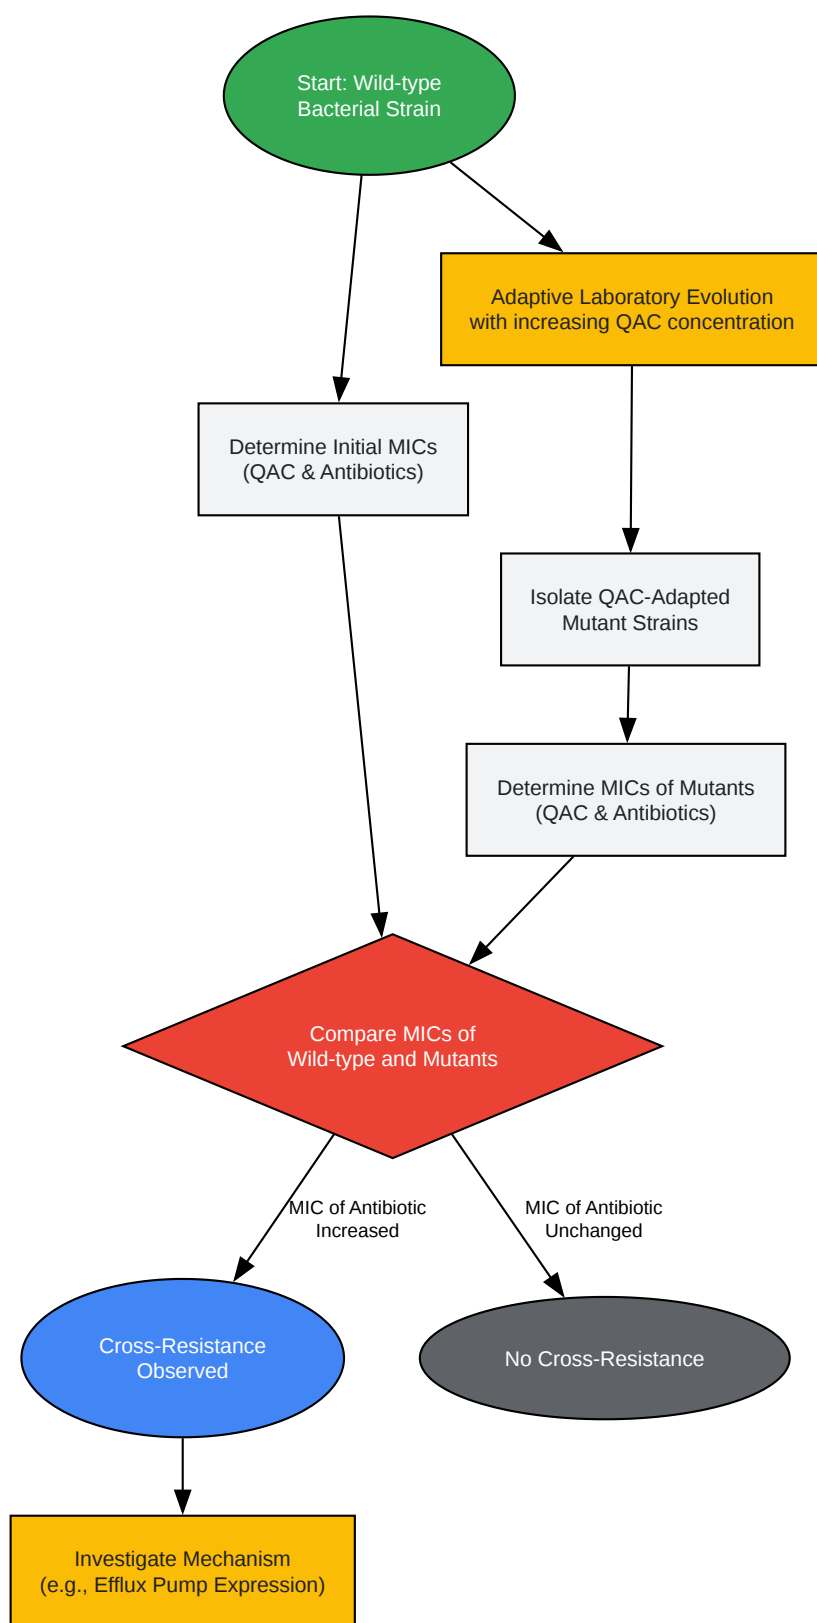 Start: Wild-type
Bacterial Strain
Adaptive Laboratory Evolution
with increasing QAC concentration
Determine Initial MICs
(QAC & Antibiotics)
Isolate QAC-Adapted
Mutant Strains
Determine MICs of Mutants
(QAC & Antibiotics)
Compare MICs of
Wild-type and Mutants
MIC of Antibiotic
Increased
MIC of Antibiotic
Unchanged
Cross-Resistance
Observed
No Cross-Resistance
Investigate Mechanism
(e.g., Efflux Pump Expression)